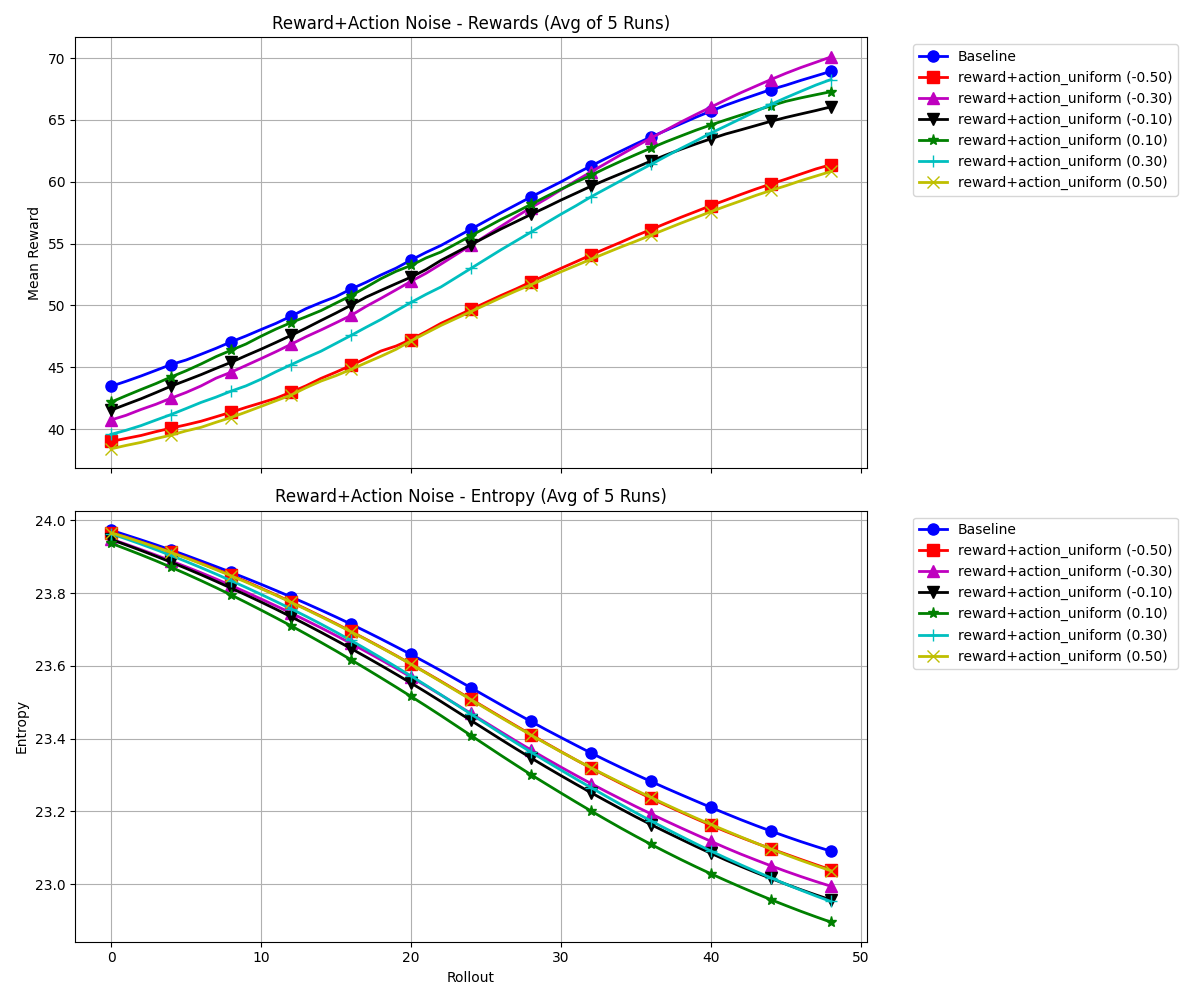 Reward+Action Noise - Rewards (Avg of 5 Runs)
70
65
60
55
50
45
40
Mean Reward
Baseline
reward+action_uniform (-0.50)
reward+action_uniform (-0.30)
reward+action_uniform (-0.10)
reward+action_uniform (0.10)
reward+action_uniform (0.30)
reward+action_uniform (0.50)
Reward+Action Noise - Entropy (Avg of 5 Runs)
24.0
23.8
23.6
23.4
23.2
23.0
Entropy
0 10 20 30 40 50
Rollout
Baseline
reward+action_uniform (-0.50)
reward+action_uniform (-0.30)
reward+action_uniform (-0.10)
reward+action_uniform (0.10)
reward+action_uniform (0.30)
reward+action_uniform (0.50)